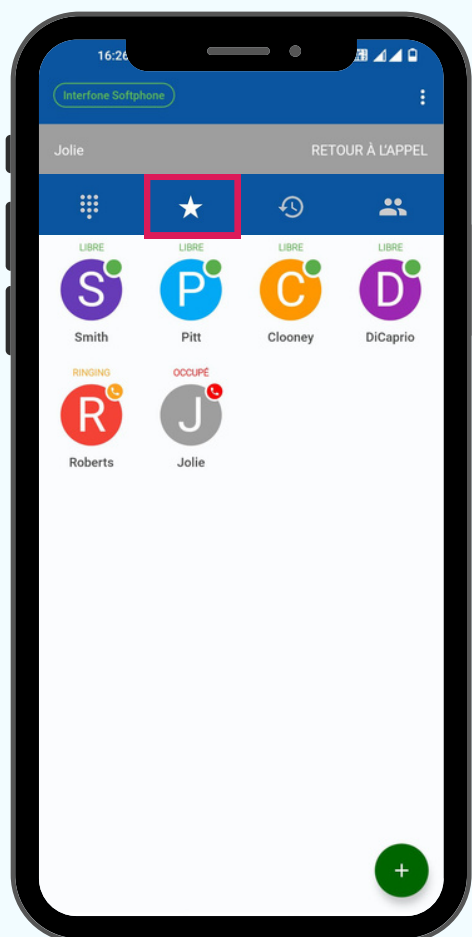 16:26
Interfone Softphone
Jolie RETOUR À L'APPEL
LIBRE LIBRE LIBRE LIBRE
S P C D
Smith Pitt Clooney DiCaprio
RINGING OCCUPÉ
R J
Roberts Jolie
+